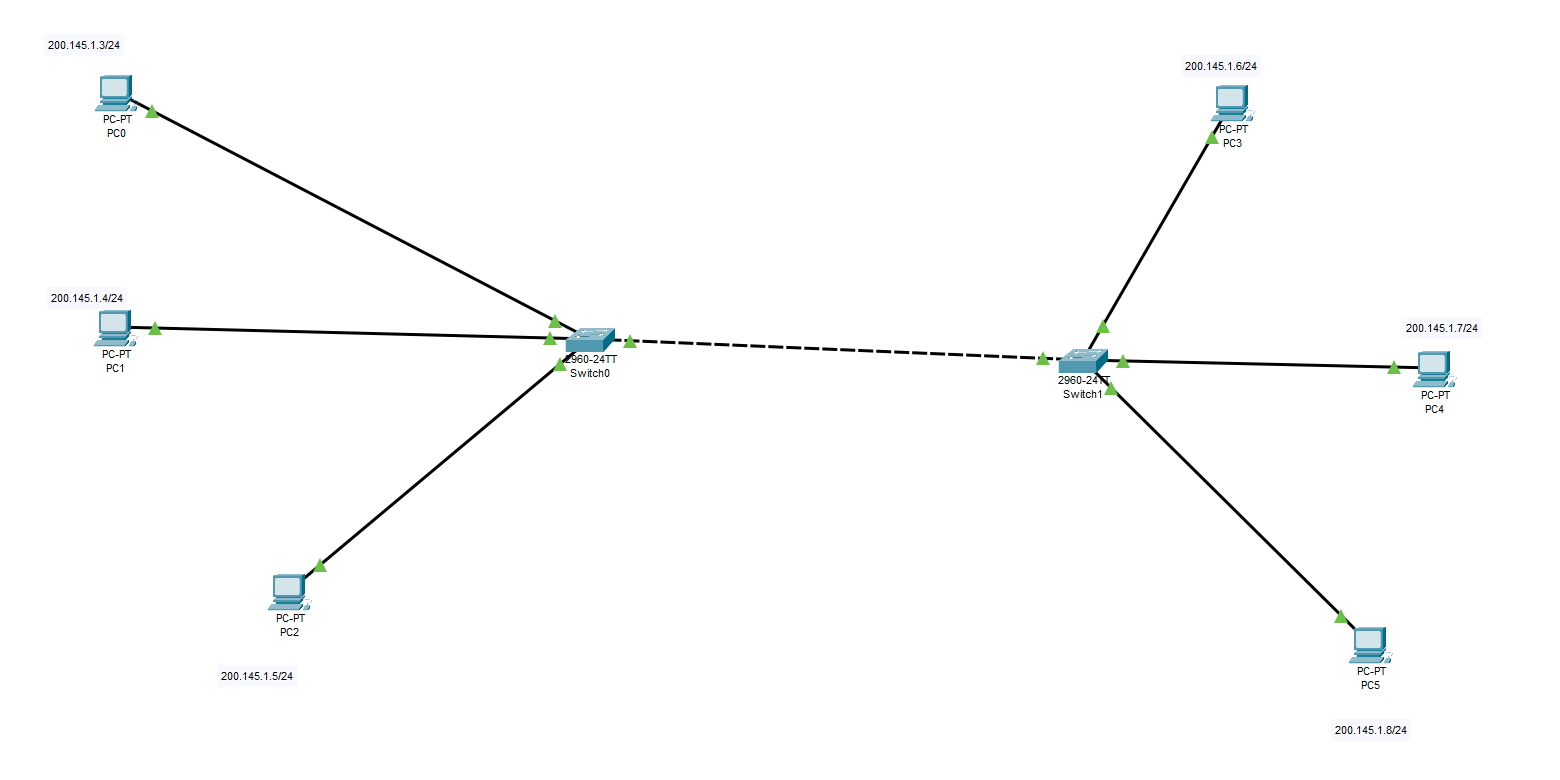 200.145.1.3/24
PC-PT
PC0
200.145.1.4/24
PC-PT
PC1
PC-PT
PC2
200.145.1.5/24
2960-24TT
Switch0
2960-24TT
Switch1
200.145.1.6/24
PC-PT
PC3
200.145.1.7/24
PC-PT
PC4
PC-PT
PC5
200.145.1.8/24